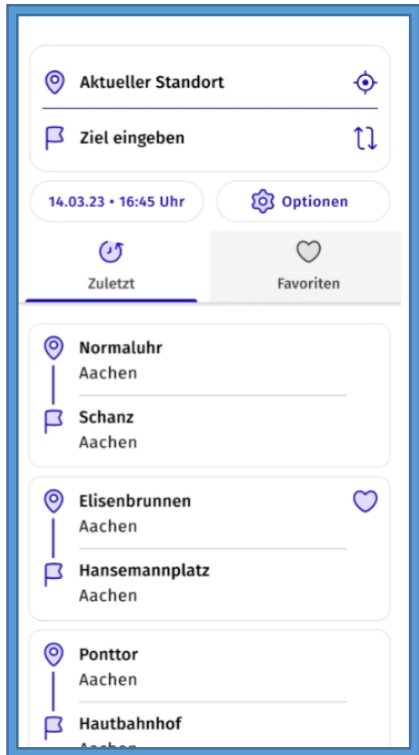 Aktueller Standort
Ziel eingeben
14.03.23 • 16:45 Uhr
Optionen
Zuletzt
Favoriten
Normaluhr
Aachen
Schanz
Aachen
Elisenbrunnen
Aachen
Hansemannplatz
Aachen
Ponttor
Aachen
Hautbahnhof
Aachen